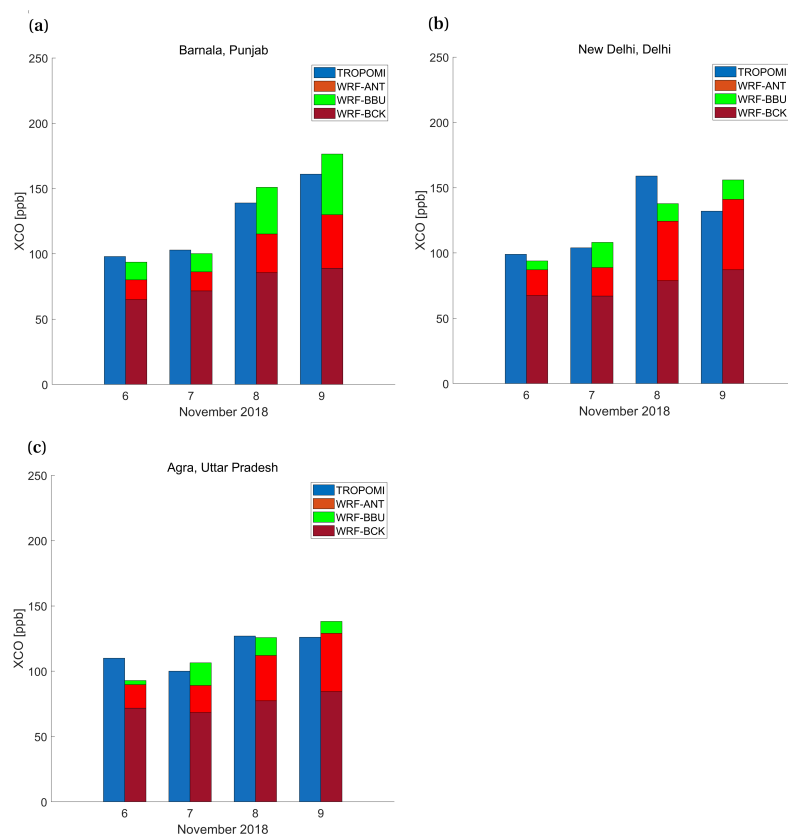 (a)
Barnala, Punjab
250
200
150
100
50
0
XCO [ppb]
TROPOMI
WRF-ANT
WRF-BBU
WRF-BCK
6 7 8 9
November 2018
(b)
New Delhi, Delhi
250
200
150
100
50
0
XCO [ppb]
TROPOMI
WRF-ANT
WRF-BBU
WRF-BCK
6 7 8 9
November 2018
(c)
Agra, Uttar Pradesh
250
200
150
100
50
0
XCO [ppb]
TROPOMI
WRF-ANT
WRF-BBU
WRF-BCK
6 7 8 9
November 2018